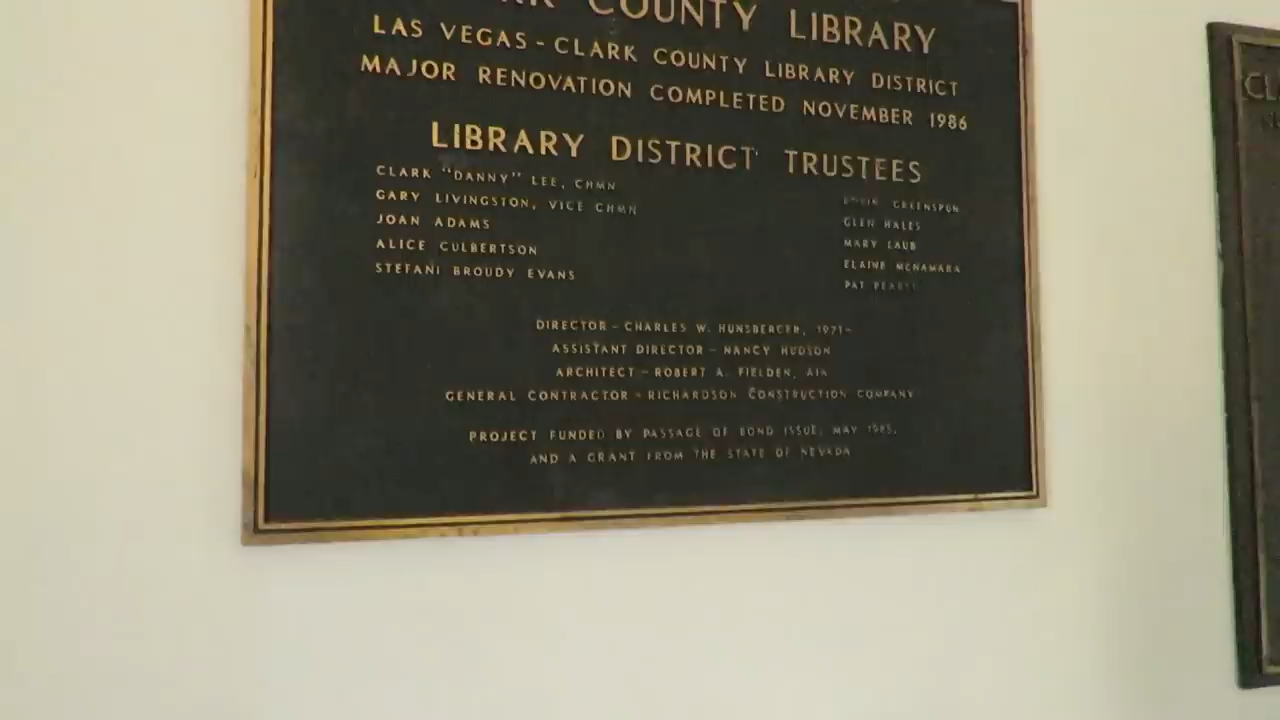 COUNTY LIBRARY
LAS VEGAS - CLARK COUNTY LIBRARY DISTRICT
MAJOR RENOVATION COMPLETED NOVEMBER 1986
LIBRARY DISTRICT TRUSTEES
CLARK "DANNY" LEE, CHMN
GARY LIVINGSTON, VICE CHMN
JOAN ADAMS
ALICE CULBERTSON
STEFANI BROUDY EVANS
GREENSPUN
GLEN HALES
MARY LAUB
ELAINE MCNAMARA
PAT
DIRECTOR - CHARLES W. HUNSBERGER, 1971-
ASSISTANT DIRECTOR - NANCY HUDSON
ARCHITECT - ROBERT A. FIELDEN, AIA
GENERAL CONTRACTOR - RICHARDSON CONSTRUCTION COMPANY
PROJECT FUNDED BY PASSAGE OF BOND ISSUE, MAY 1985,
AND A GRANT FROM THE STATE OF NEVADA